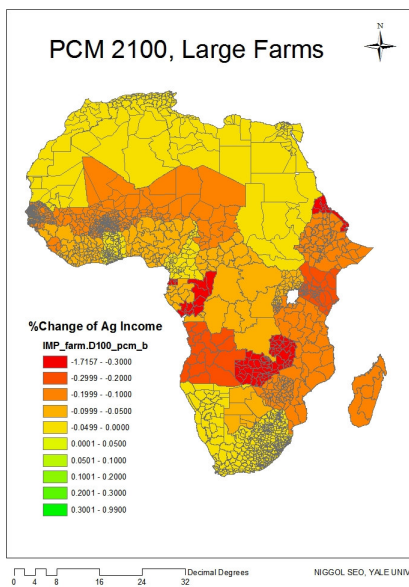 PCM 2100, Large Farms
N
%Change of Ag Income
IMP_farm.D100_pcm_b
-1.7157 - -0.3000
-0.2999 - -0.2000
-0.1999 - -0.1000
-0.0999 - -0.0500
-0.0499 - 0.0000
0.0001 - 0.0500
0.0501 - 0.1000
0.1001 - 0.2000
0.2001 - 0.3000
0.3001 - 0.9900
Decimal Degrees
0 4 8 16 24 32
NIGGOL SEO, YALE UNIV